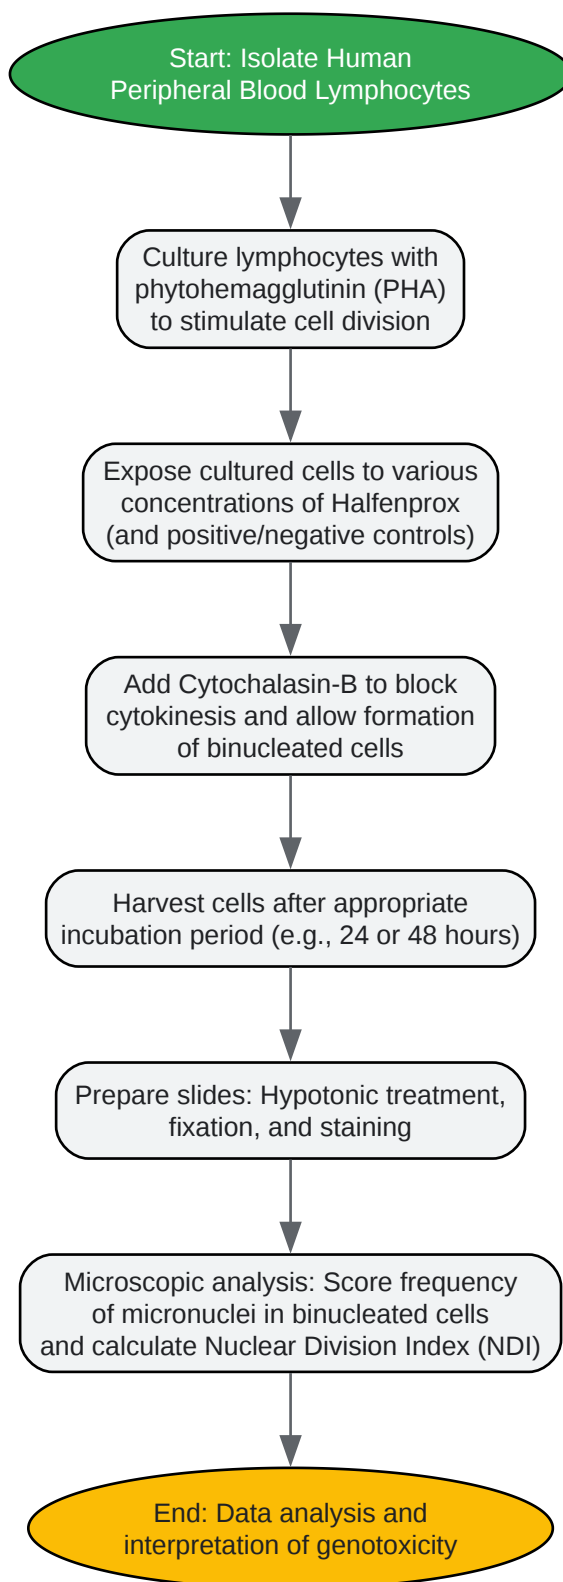 Start: Isolate Human
Peripheral Blood Lymphocytes
Culture lymphocytes with
phytohemagglutinin (PHA)
to stimulate cell division
Expose cultured cells to various
concentrations of Halfenprox
(and positive/negative controls)
Add Cytochalasin-B to block
cytokinesis and allow formation
of binucleated cells
Harvest cells after appropriate
incubation period (e.g., 24 or 48 hours)
Prepare slides: Hypotonic treatment,
fixation, and staining
Microscopic analysis: Score frequency
of micronuclei in binucleated cells
and calculate Nuclear Division Index (NDI)
End: Data analysis and
interpretation of genotoxicity